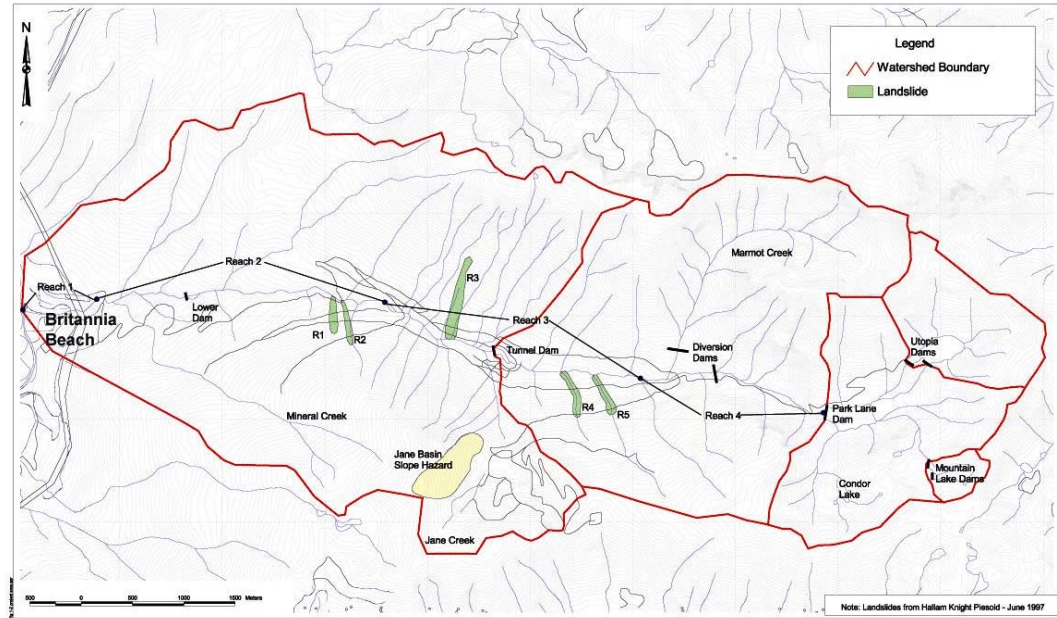 N
Legend
Watershed Boundary
Landslide
Marmot Creek
Reach 2
R3
Reach 1
Lower
Dam
Britannia
Beach
R1
R2
Reach 3
Tunnel Dam
Diversion
Dams
Utopia
Dams
R4
R5
Reach 4
Park Lane
Dam
Mineral Creek
Jane Basin
Slope Hazard
Condor
Lake
Mountain
Lake Dams
Jane Creek
500 0 500 1000 1500 Meters
Note: Landslides from Hallam Knight Piesold - June 1997